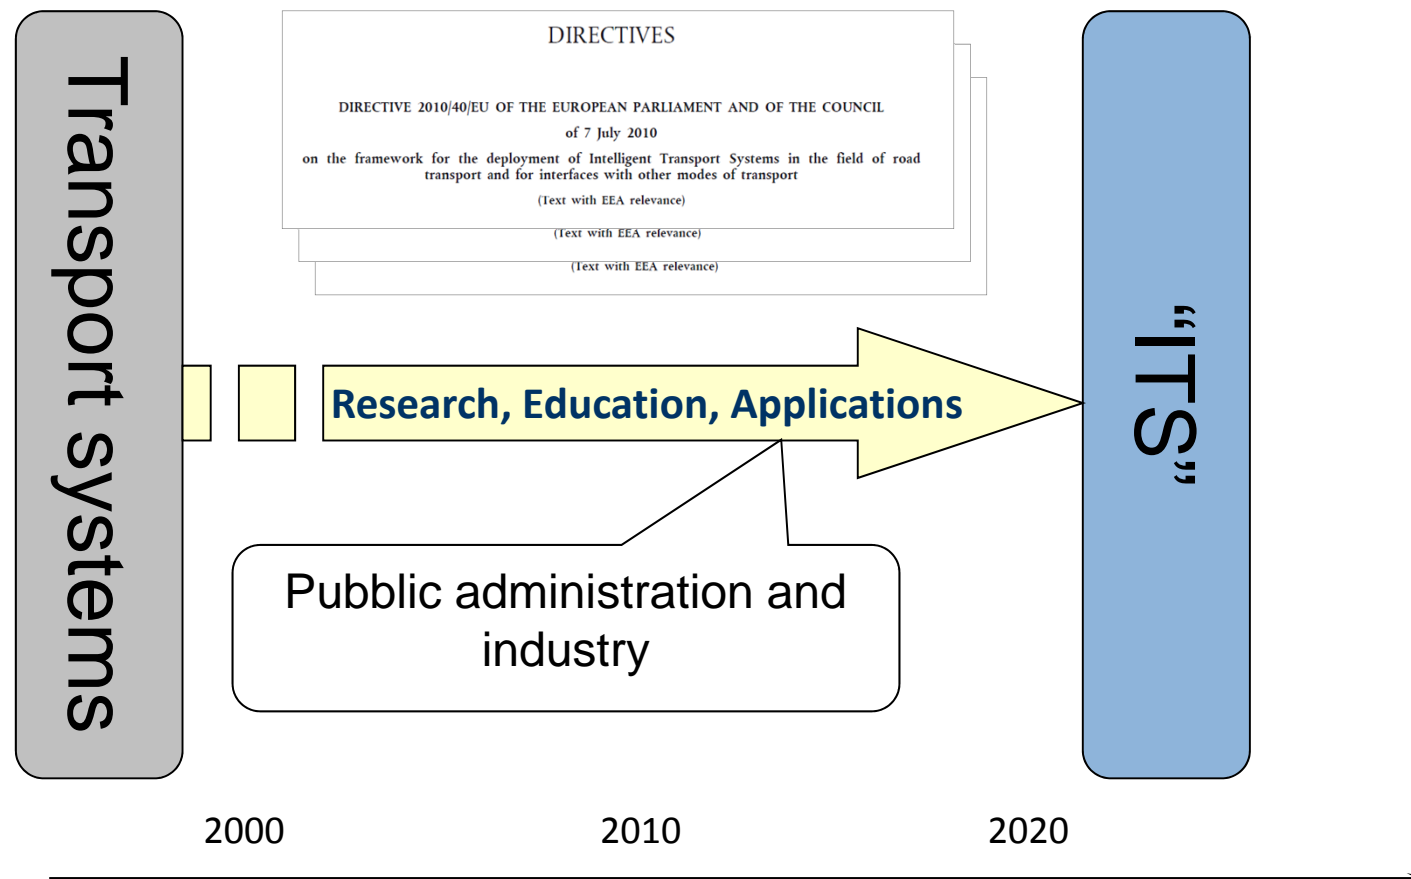 Transport systems
DIRECTIVES
DIRECTIVE 2010/40/EU OF THE EUROPEAN PARLIAMENT AND OF THE COUNCIL
of 7 July 2010
on the framework for the deployment of Intelligent Transport Systems in the field of road
transport and for interfaces with other modes of transport
(Text with EEA relevance)
(Text with EEA relevance)
(Text with EEA relevance)
Research, Education, Applications
Pubblic administration and
industry
“ITS”
2000 2010 2020